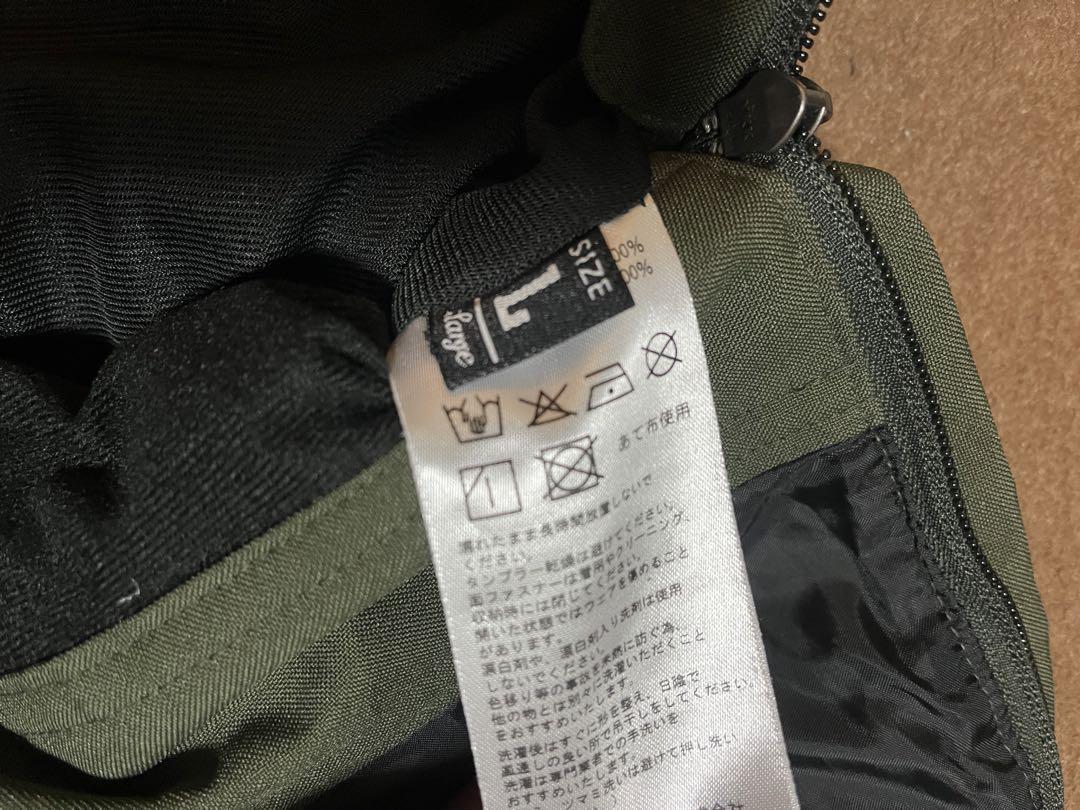 SIZE
L
Large
00%
00%
あて布使用
濡れたまま長時間放置しないで
ください。
タンブラー乾燥は避けてください。
面ファスナーは着用やクリーニング、
収納時には閉じてください。
開いた状態ではウエアを傷めること
があります。
漂白剤や、漂白剤入り洗剤は使用
しないでください。
色移り等の事故を未然に防ぐ為、
他の物とは別々に洗濯いただくこと
をおすすめいたします。
洗濯後はすぐに形を整え、日陰で
風通しの良い所で吊干しをしてください。
洗濯は専門業者での手洗いを
おすすめいたします。
ツマミ洗いは避けて押し洗い